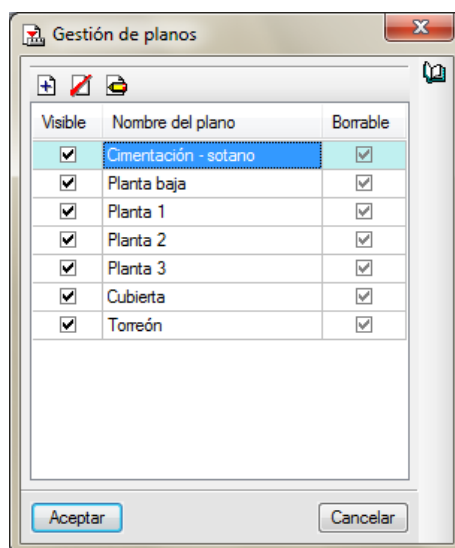 Gestión de planos
Visible Nombre del plano Borrable
Cimentación - sotano
Planta baja
Planta 1
Planta 2
Planta 3
Cubierta
Torreón
Aceptar Cancelar